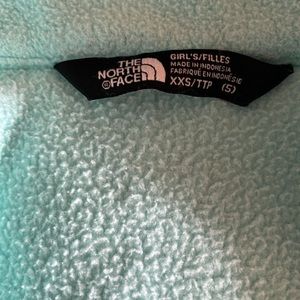 THE
NORTH
FACE
®
GIRL'S/FILLES
MADE IN INDONESIA
FABRIQUÉ EN INDONÉSIE
XXS/TTP (5)